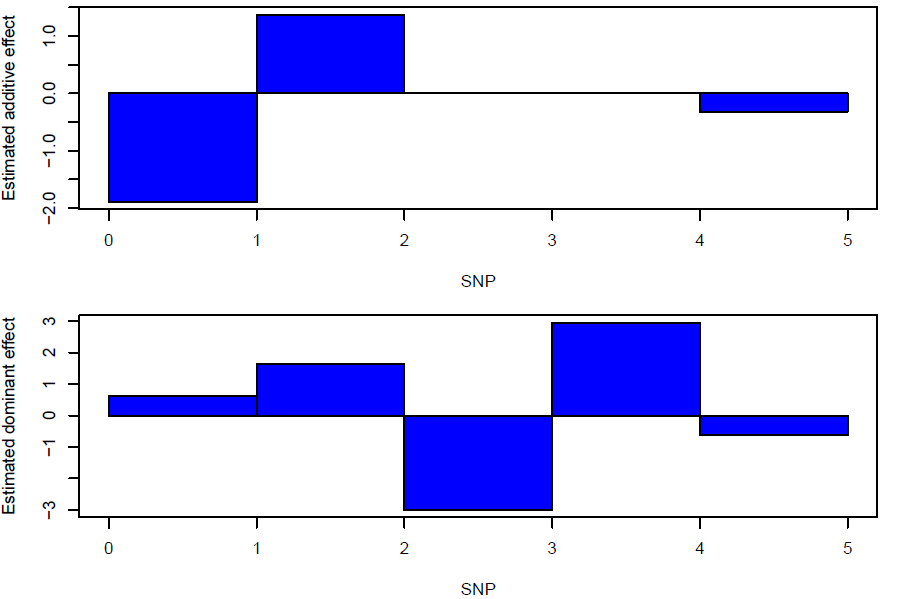 Estimated additive effect
1.0
0.0
−1.0
−2.0
0 1 2 3 4 5
SNP
Estimated dominant effect
3
2
1
0
−1
−3
0 1 2 3 4 5
SNP